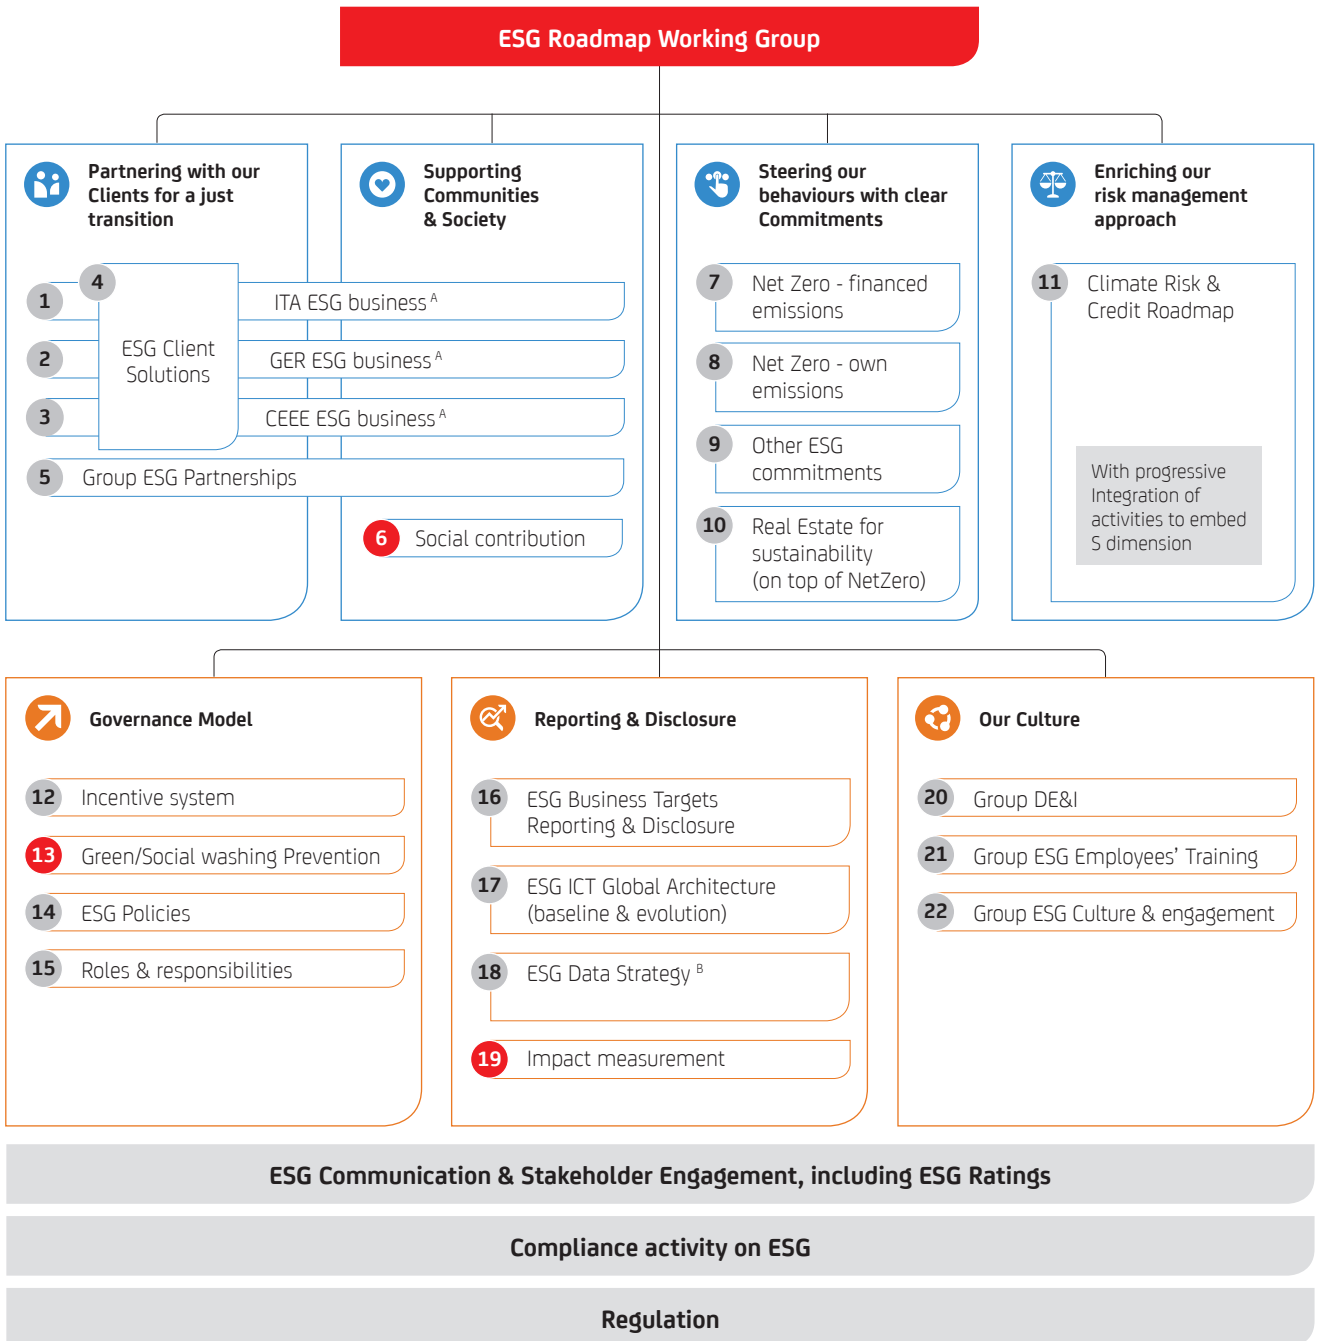 ESG Roadmap Working Group
Partnering with our
Clients for a just
transition
Supporting
Communities
& Society
Steering our
behaviours with clear
Commitments
Enriching our
risk management
approach
4
ESG Client
Solutions
1
ITA ESG business A
2
GER ESG business A
3
CEEE ESG business A
5 Group ESG Partnerships
6 Social contribution
7 Net Zero - financed
emissions
8 Net Zero - own
emissions
9 Other ESG
commitments
10 Real Estate for
sustainability
(on top of NetZero)
11 Climate Risk &
Credit Roadmap
With progressive
Integration of
activities to embed
S dimension
Governance Model
12 Incentive system
13 Green/Social washing Prevention
14 ESG Policies
15 Roles & responsibilities
Reporting & Disclosure
16 ESG Business Targets
Reporting & Disclosure
17 ESG ICT Global Architecture
(baseline & evolution)
18 ESG Data Strategy B
19 Impact measurement
Our Culture
20 Group DE&I
21 Group ESG Employees’ Training
22 Group ESG Culture & engagement
ESG Communication & Stakeholder Engagement, including ESG Ratings
Compliance activity on ESG
Regulation